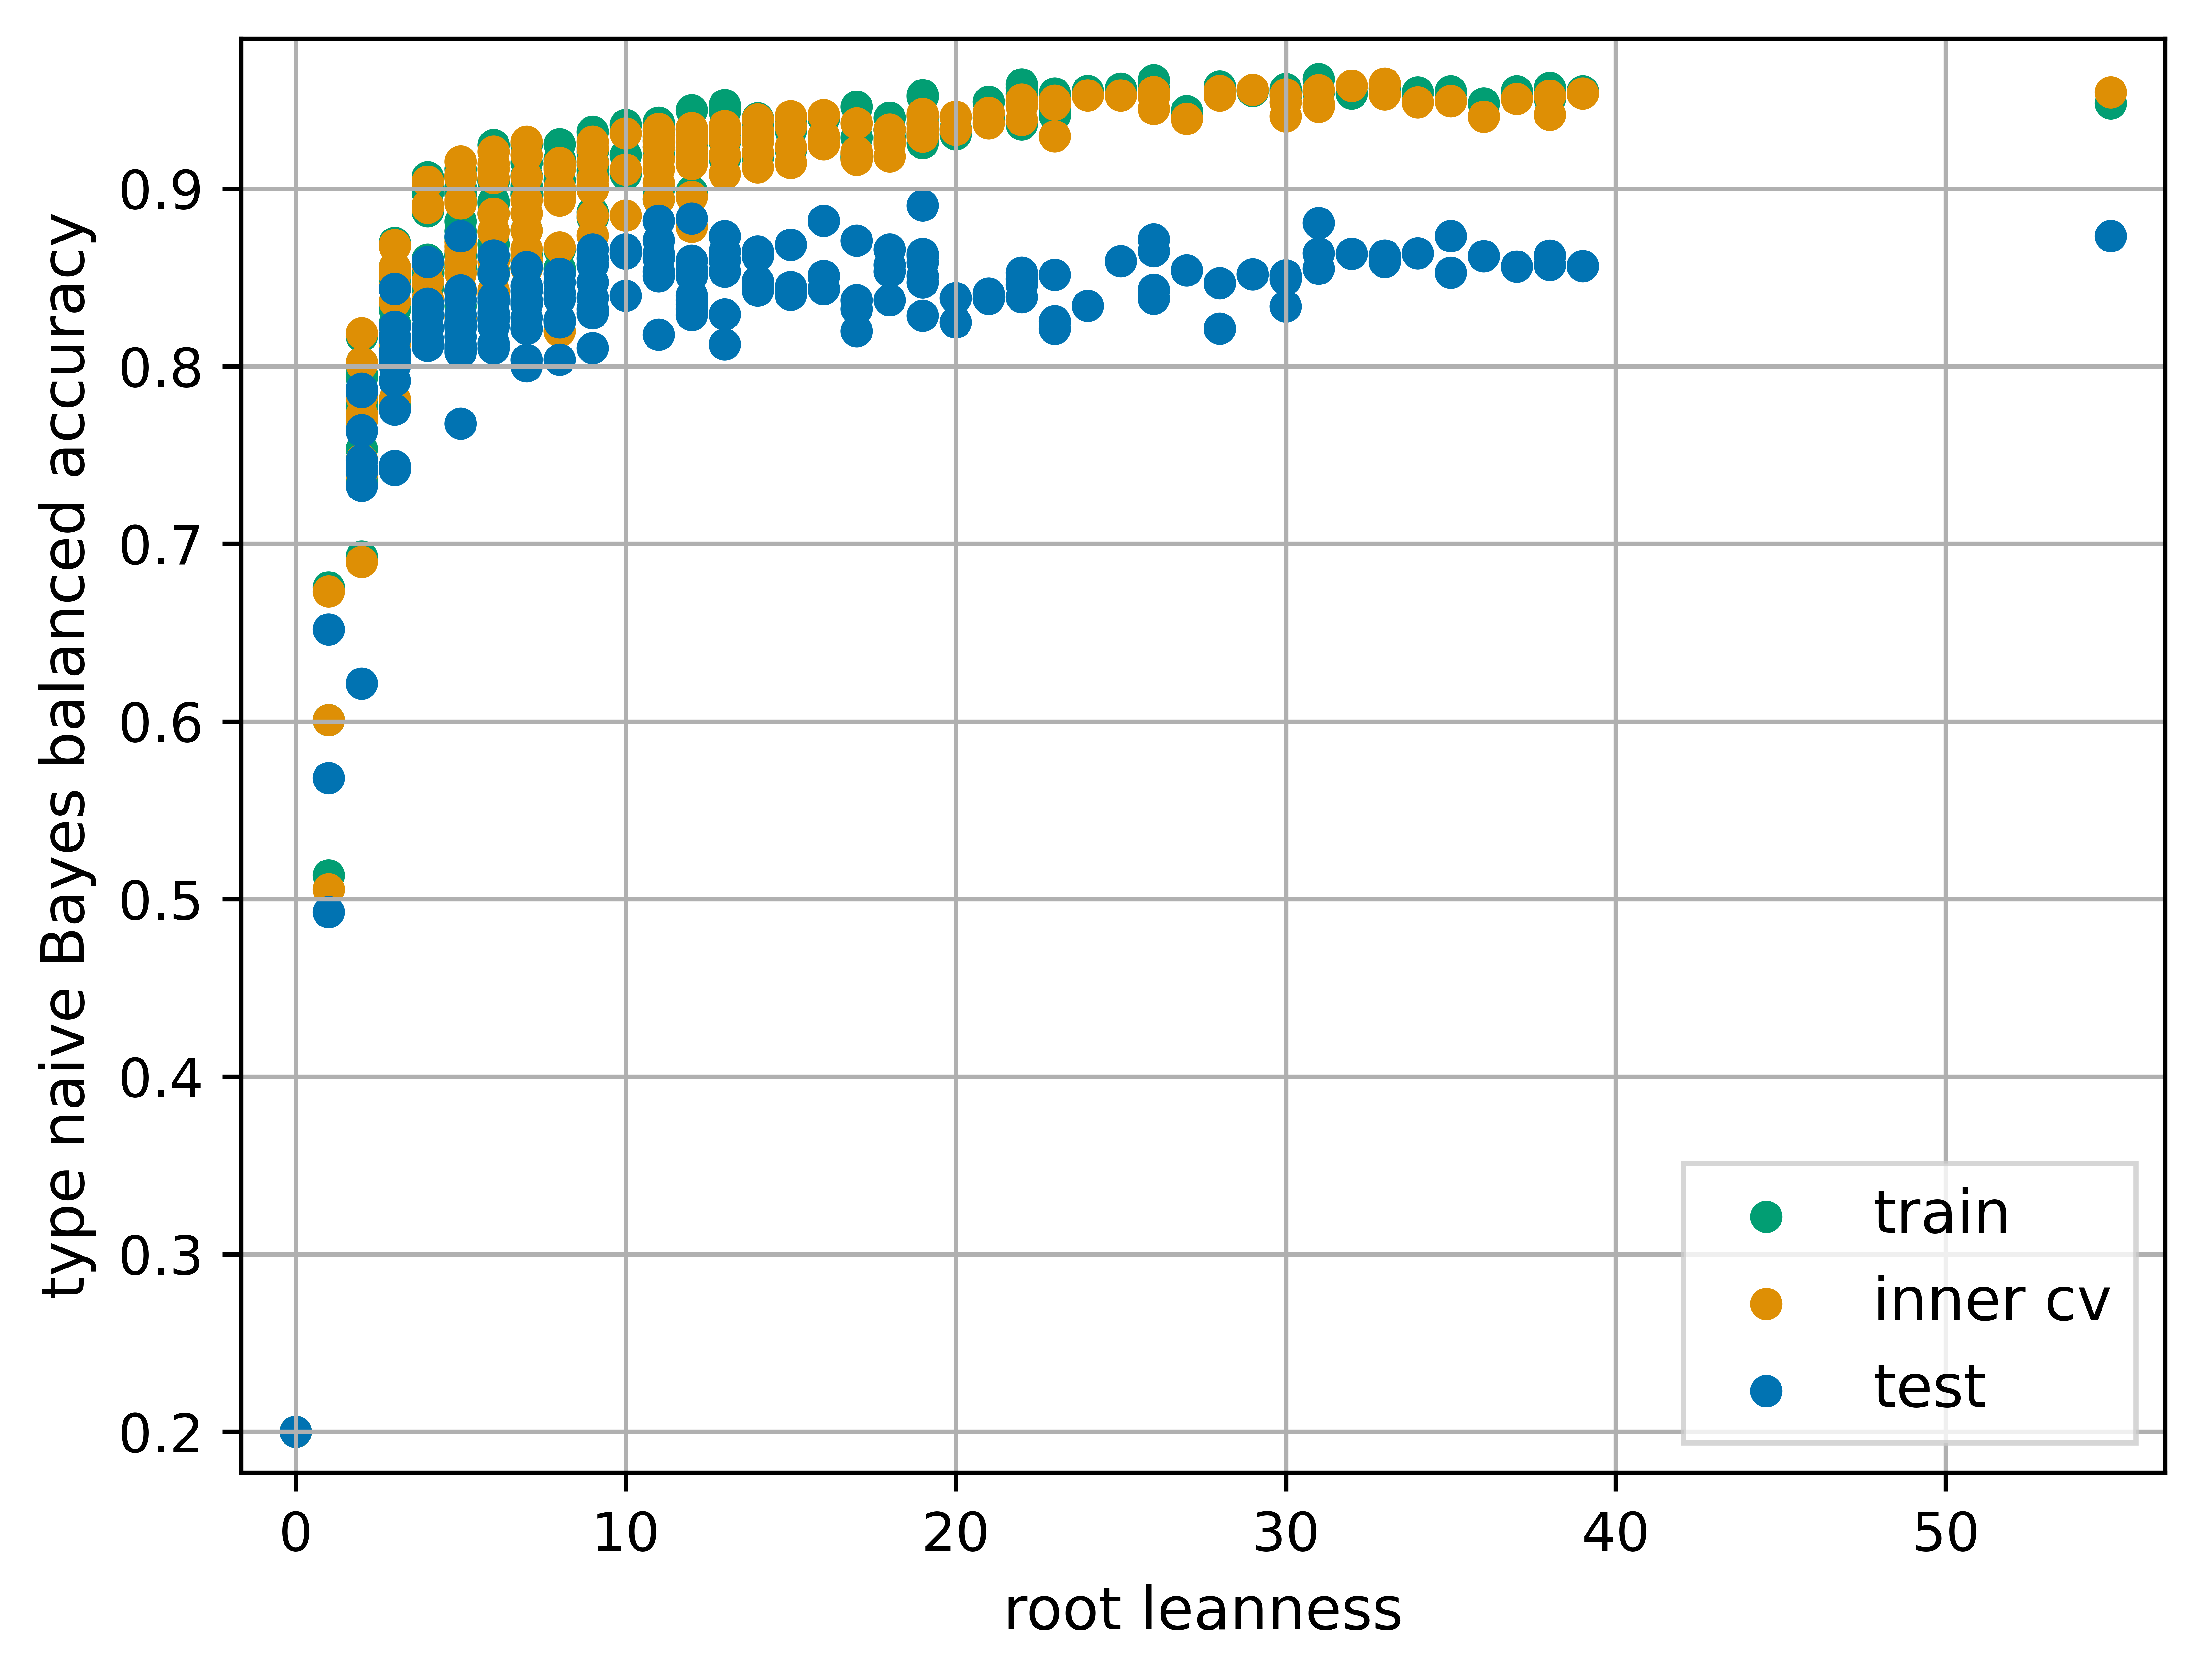 type naive Bayes balanced accuracy
0.9
0.8
0.7
0.6
0.5
0.4
0.3
0.2
train
inner cv
test
0 10 20 30 40 50
root leanness